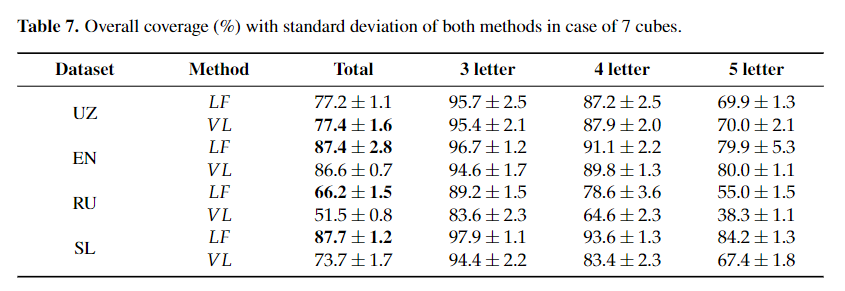 Table 7. Overall coverage (%) with standard deviation of both methods in case of 7 cubes.
Dataset Method Total 3 letter 4 letter 5 letter
UZ
LF 77.2 ± 1.1 95.7 ± 2.5 87.2 ± 2.5 69.9 ± 1.3
VL 77.4 ± 1.6 95.4 ± 2.1 87.9 ± 2.0 70.0 ± 2.1
EN
LF 87.4 ± 2.8 96.7 ± 1.2 91.1 ± 2.2 79.9 ± 5.3
VL 86.6 ± 0.7 94.6 ± 1.7 89.8 ± 1.3 80.0 ± 1.1
RU
LF 66.2 ± 1.5 89.2 ± 1.5 78.6 ± 3.6 55.0 ± 1.5
VL 51.5 ± 0.8 83.6 ± 2.3 64.6 ± 2.3 38.3 ± 1.1
SL
LF 87.7 ± 1.2 97.9 ± 1.1 93.6 ± 1.3 84.2 ± 1.3
VL 73.7 ± 1.7 94.4 ± 2.2 83.4 ± 2.3 67.4 ± 1.8